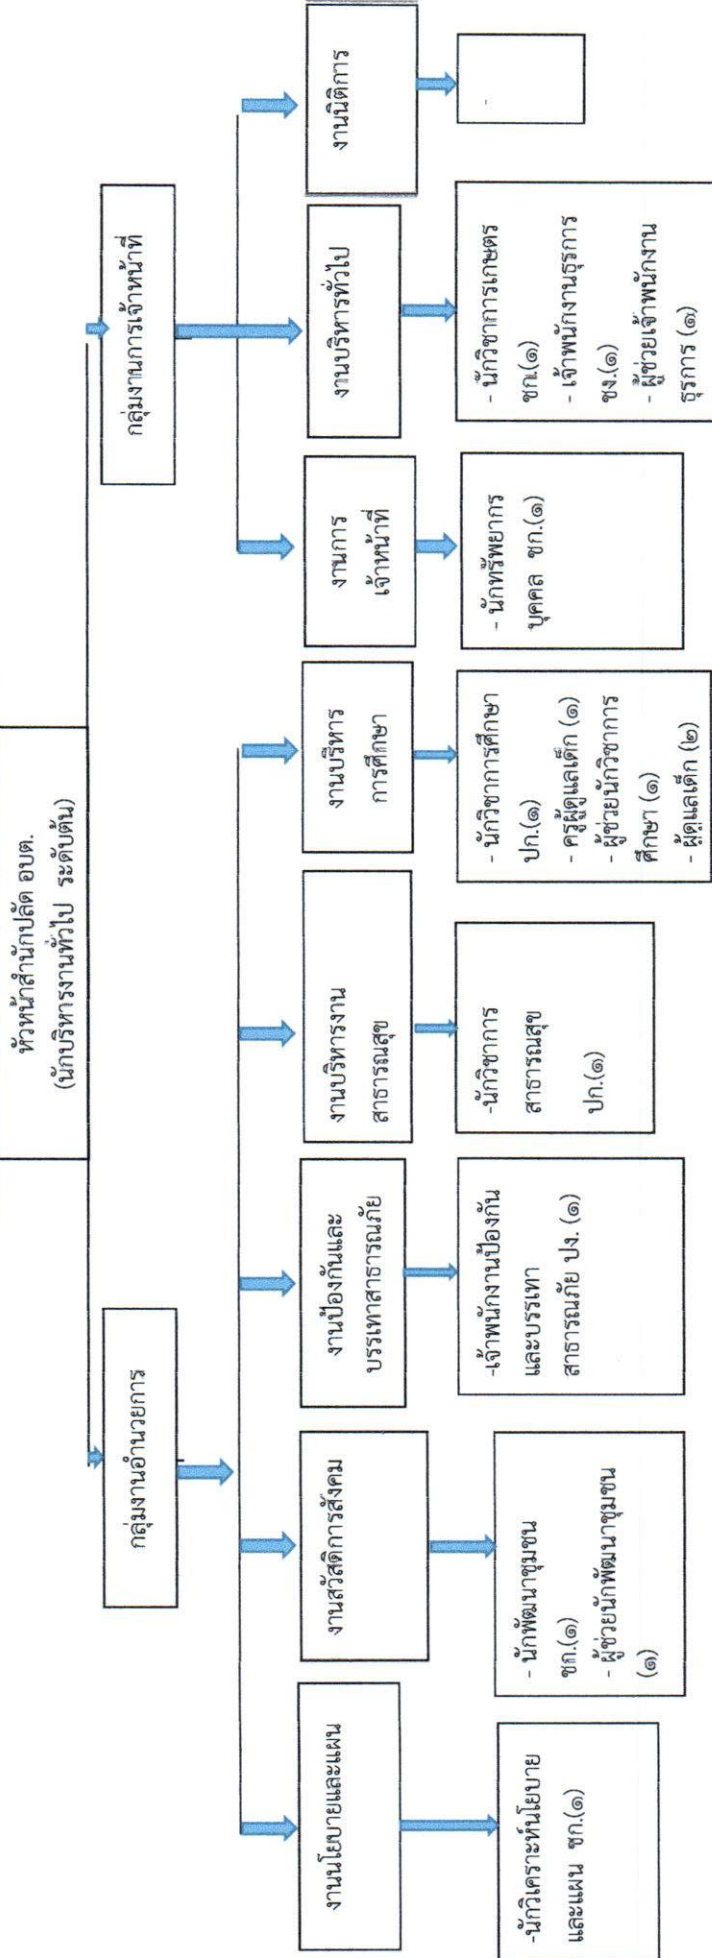 หัวหน้าสำนักปลัด อบต.
(นักบริหารงานทั่วไป ระดับต้น)
กลุ่มงานอำนวยการ
กลุ่มงานการเจ้าหน้าที่
งานนโยบายและแผน
งานสวัสดิการสังคม
งานป้องกันและ
บรรเทาสาธารณภัย
งานบริหารงาน
สาธารณสุข
งานบริหาร
การศึกษา
งานการ
เจ้าหน้าที่
งานบริหารทั่วไป
งานนิติการ
-นักวิเคราะห์นโยบาย
และแผน ชก.(๑)
- นักพัฒนาชุมชน
ชก.(๑)
- ผู้ช่วยนักพัฒนาชุมชน
(๑)
-เจ้าพนักงานป้องกัน
และบรรเทา
สาธารณภัย ปง. (๑)
-นักวิชาการ
สาธารณสุข
ปก.(๑)
- นักวิชาการศึกษา
ปก.(๑)
- ครูผู้ดูแลเด็ก (๑)
- ผู้ช่วยนักวิชาการ
ศึกษา (๑)
- ผู้ดูแลเด็ก (๒)
- นักทรัพยากร
บุคคล ชก.(๑)
- นักวิชาการเกษตร
ชก.(๑)
- เจ้าพนักงานธุรการ
ชง.(๑)
- ผู้ช่วยเจ้าพนักงาน
ธุรการ (๑)
-